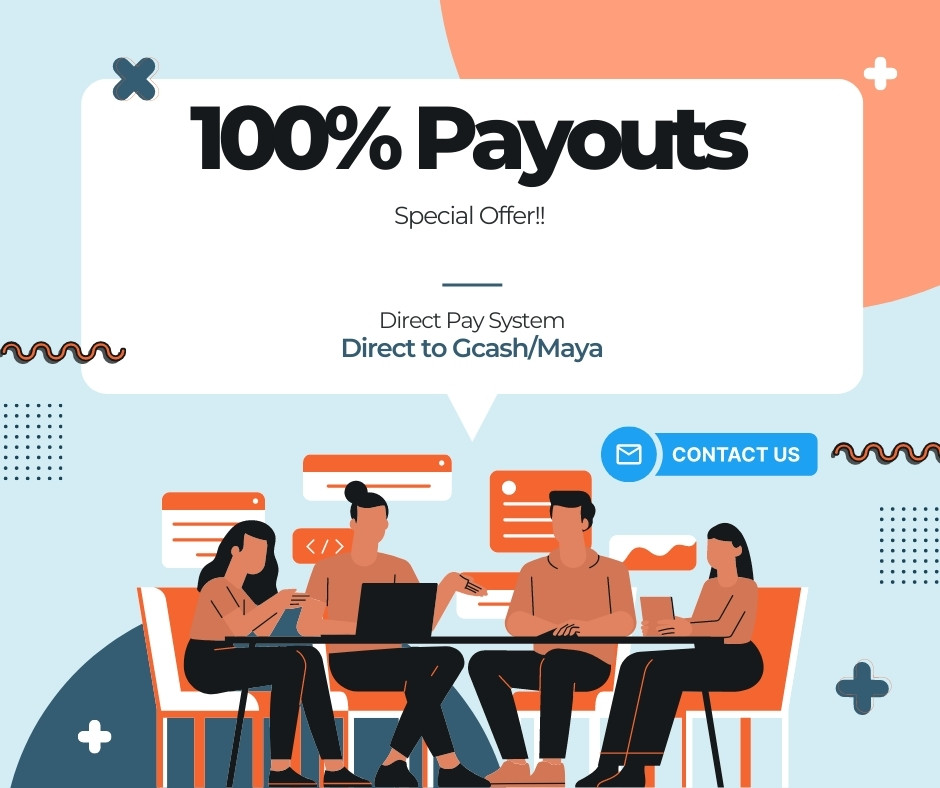 100% Payouts
Special Offer!!
Direct Pay System
Direct to Gcash/Maya
CONTACT US
</>